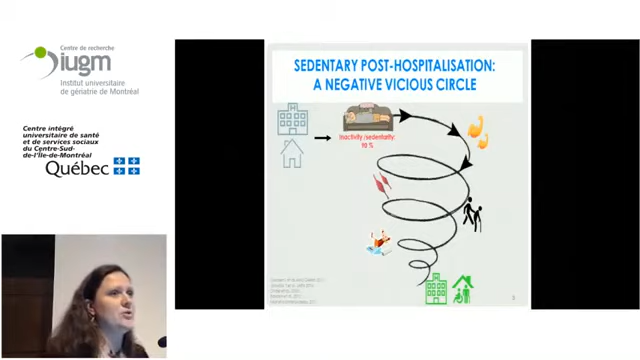 Centre de recherche
iugm
Institut universitaire
de gériatrie de Montréal
Centre intégré
universitaire de santé
et de services sociaux
du Centre-Sud-
de-l'Île-de-Montréal
Québec
SEDENTARY POST-HOSPITALISATION:
A NEGATIVE VICIOUS CIRCLE
Inactivity (sedentarity:
90 %
3